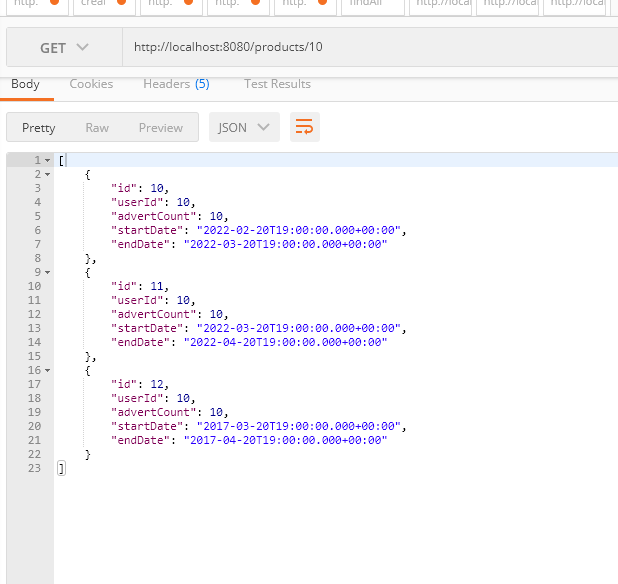 http:
creat
http:
http:
http:
findAll
http://local
http://local
http://local
GET
http://localhost:8080/products/10
Body
Cookies
Headers (5)
Test Results
Pretty
Raw
Preview
JSON
1 [
2 {
3 "id": 10,
4 "userId": 10,
5 "advertCount": 10,
6 "startDate": "2022-02-20T19:00:00.000+00:00",
7 "endDate": "2022-03-20T19:00:00.000+00:00"
8 },
9 {
10 "id": 11,
11 "userId": 10,
12 "advertCount": 10,
13 "startDate": "2022-03-20T19:00:00.000+00:00",
14 "endDate": "2022-04-20T19:00:00.000+00:00"
15 },
16 {
17 "id": 12,
18 "userId": 10,
19 "advertCount": 10,
20 "startDate": "2017-03-20T19:00:00.000+00:00",
21 "endDate": "2017-04-20T19:00:00.000+00:00"
22 }
23 ]